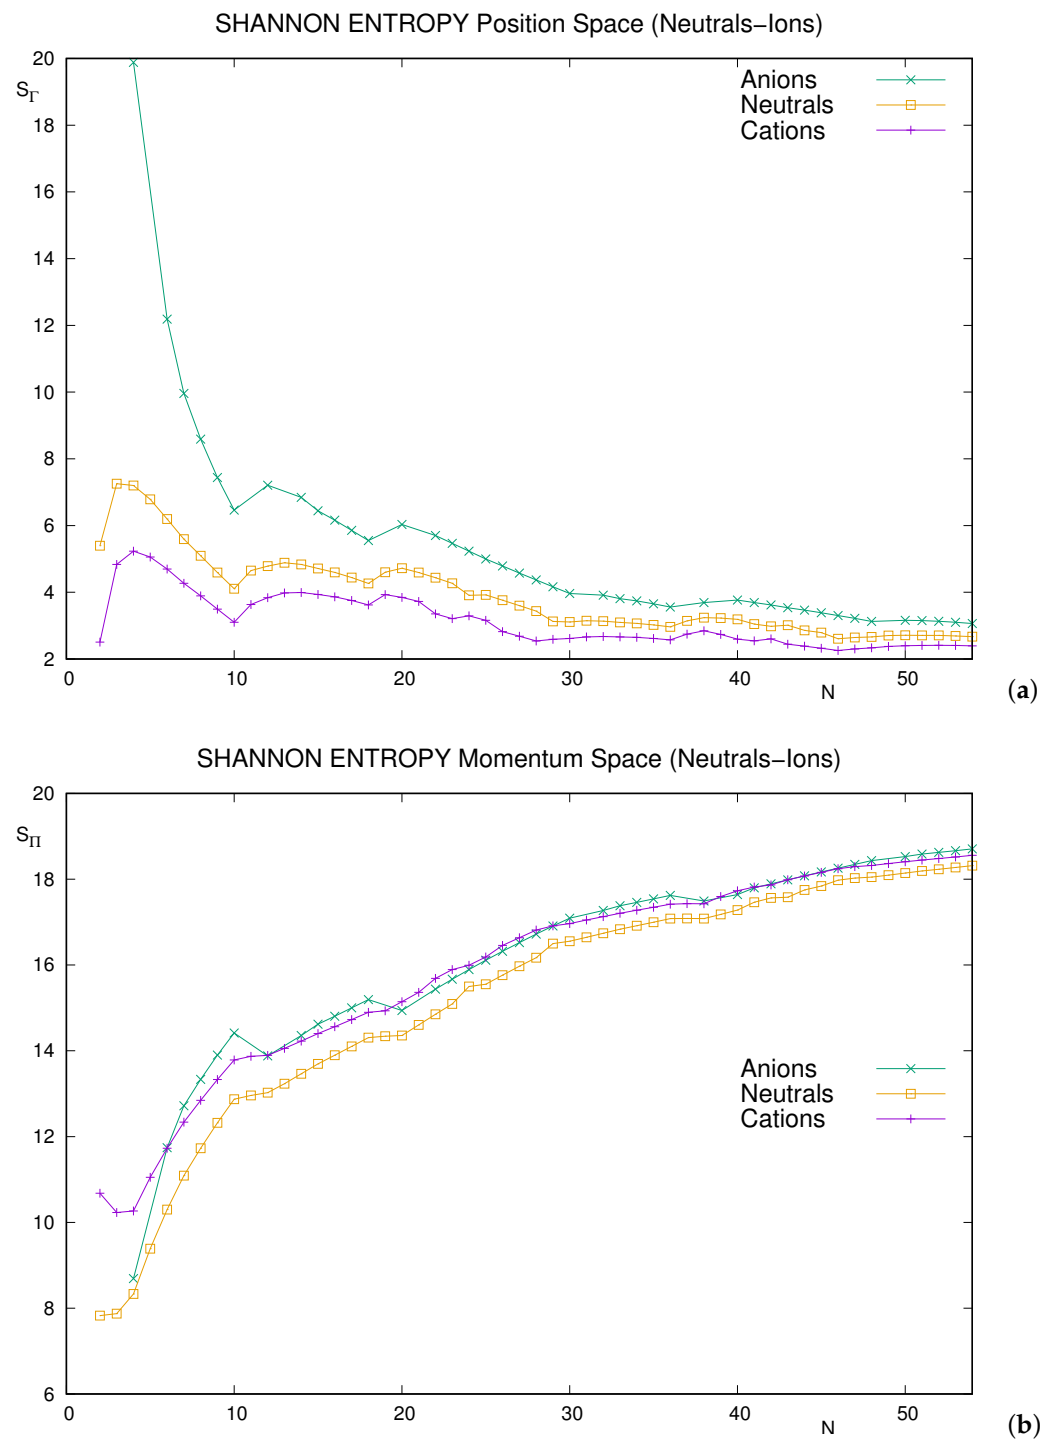 SHANNON ENTROPY Position Space (Neutrals−Ions)
20
S_Γ
18
16
14
12
10
8
6
4
2
0
10
20
30
40
50
N
Anions
Neutrals
Cations
(a)
SHANNON ENTROPY Momentum Space (Neutrals−Ions)
20
S_Π
18
16
14
12
10
8
6
0
10
20
30
40
50
N
Anions
Neutrals
Cations
(b)